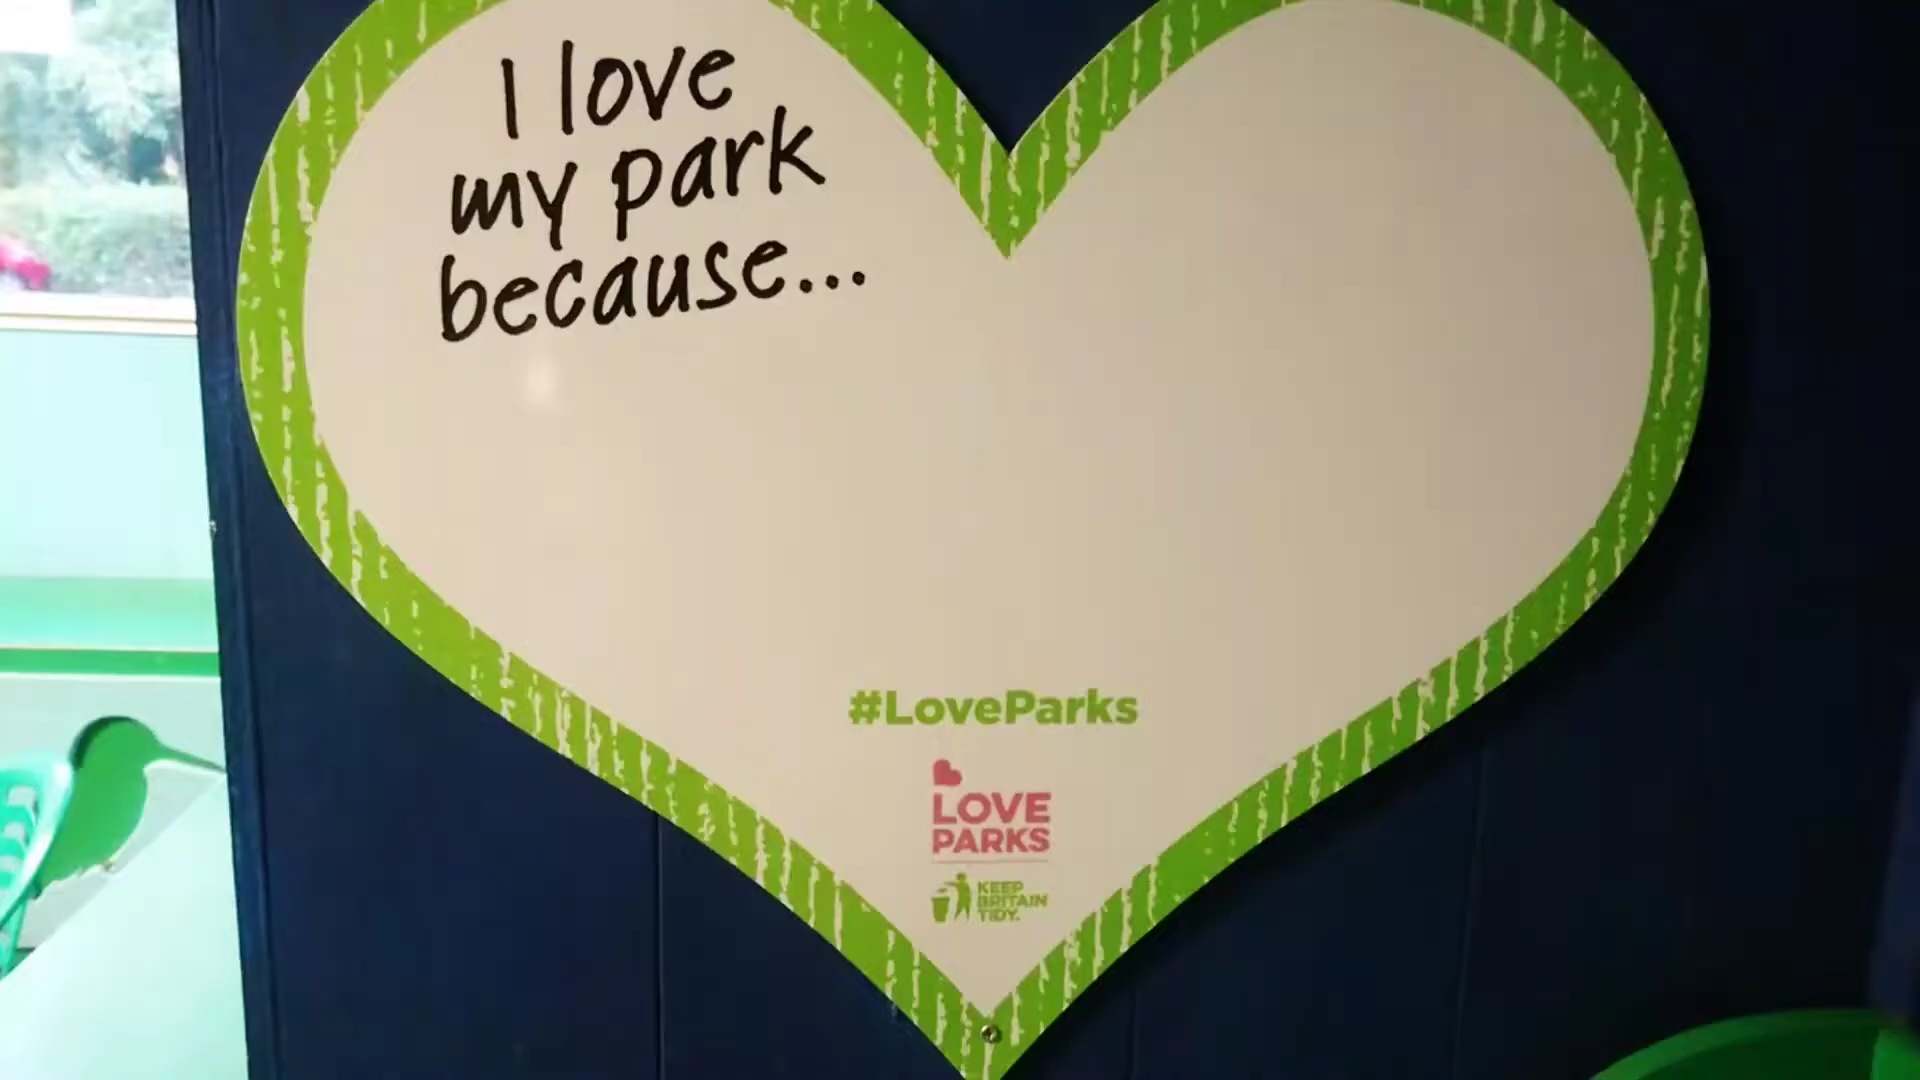 I love
my park
because...
#LoveParks
LOVE
PARKS
KEEP
BRITAIN
TIDY.